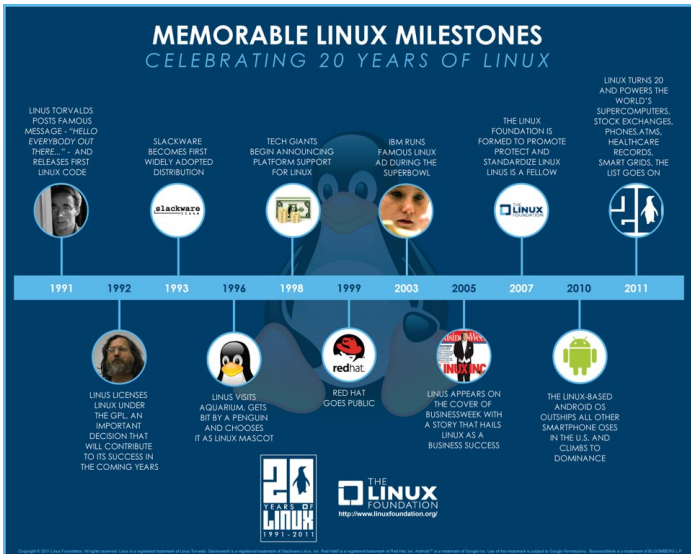 MEMORABLE LINUX MILESTONES
CELEBRATING 20 YEARS OF LINUX
LINUS TORVALDS
POSTS FAMOUS
MESSAGE - "HELLO
EVERYBODY OUT
THERE..." - AND
RELEASES FIRST
LINUX CODE
SLACKWARE
BECOMES FIRST
WIDELY ADOPTED
DISTRIBUTION
slackware
linux
TECH GIANTS
BEGIN ANNOUNCING
PLATFORM SUPPORT
FOR LINUX
IBM RUNS
FAMOUS LINUX
AD DURING THE
SUPERBOWL
THE LINUX
FOUNDATION IS
FORMED TO PROMOTE
PROTECT AND
STANDARDIZE LINUX
LINUS IS A FELLOW
THE
LINUX
FOUNDATION
LINUX TURNS 20
AND POWERS THE
WORLD'S
SUPERCOMPUTERS,
STOCK EXCHANGES,
PHONES,ATMS,
HEALTHCARE
RECORDS,
SMART GRIDS, THE
LIST GOES ON
1991 1992 1993 1996 1998 1999 2003 2005 2007 2010 2011
LINUS LICENSES
LINUX UNDER
THE GPL, AN
IMPORTANT
DECISION THAT
WILL CONTRIBUTE
TO ITS SUCCESS IN
THE COMING YEARS
LINUS VISITS
AQUARIUM, GETS
BIT BY A PENGUIN
AND CHOOSES
IT AS LINUX MASCOT
redhat.
RED HAT
GOES PUBLIC
INUX INC
LINUS APPEARS ON
THE COVER OF
BUSINESSWEEK WITH
A STORY THAT HAILS
LINUX AS A
BUSINESS SUCCESS
THE LINUX-BASED
ANDROID OS
OUTSHIPS ALL OTHER
SMARTPHONE OSES
IN THE U.S. AND
CLIMBS TO
DOMINANCE
20
YEARS OF
LINUX
1991-2011
THE
LINUX
FOUNDATION
http://www.linuxfoundation.org/